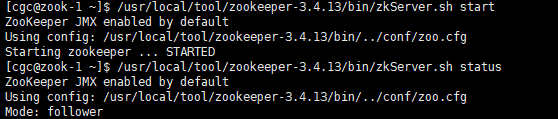 [cgc@zook-1 ~]$ /usr/local/tool/zookeeper-3.4.13/bin/zkServer.sh start
ZooKeeper JMX enabled by default
Using config: /usr/local/tool/zookeeper-3.4.13/bin/../conf/zoo.cfg
Starting zookeeper ... STARTED
[cgc@zook-1 ~]$ /usr/local/tool/zookeeper-3.4.13/bin/zkServer.sh status
ZooKeeper JMX enabled by default
Using config: /usr/local/tool/zookeeper-3.4.13/bin/../conf/zoo.cfg
Mode: follower